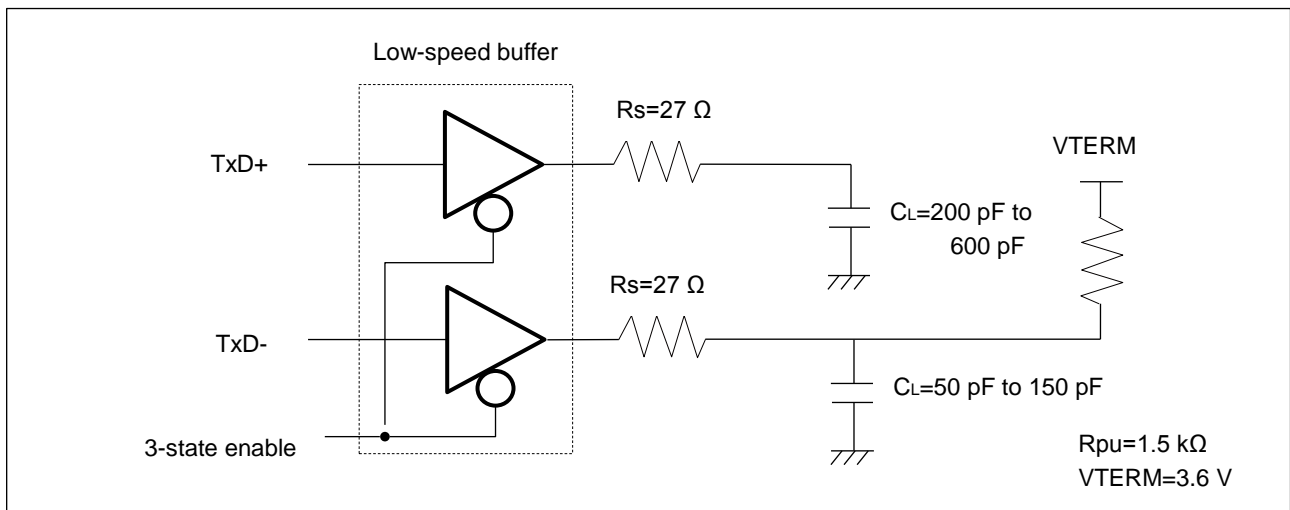 Low-speed buffer
Rs=27 Ω
VTERM
TxD+
CL=200 pF to
600 pF
Rs=27 Ω
TxD-
CL=50 pF to 150 pF
3-state enable
Rpu=1.5 kΩ
VTERM=3.6 V